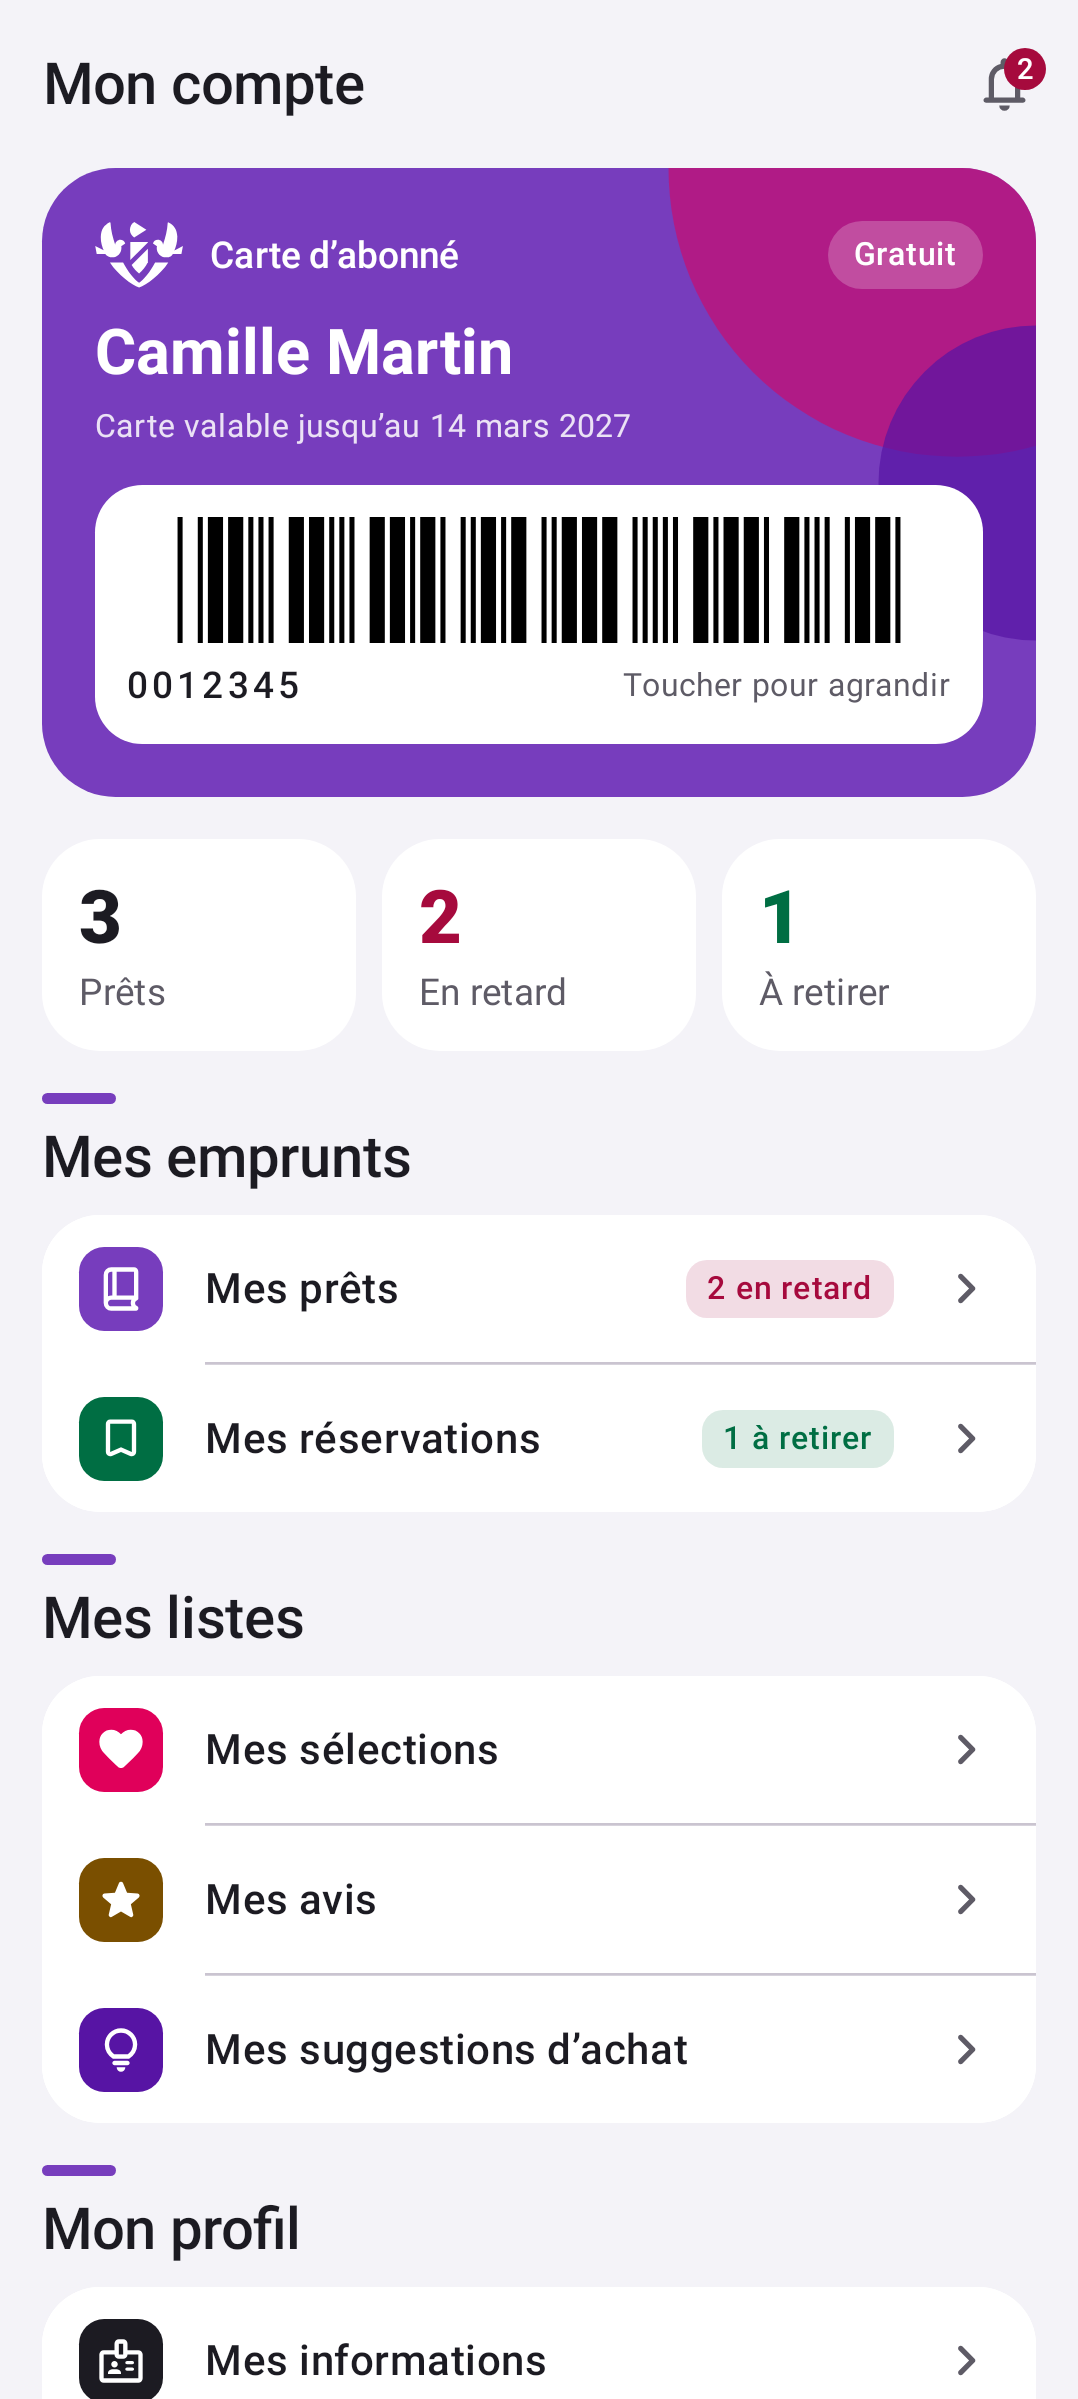 Mon compte
2
Carte d’abonné
Gratuit
Camille Martin
Carte valable jusqu’au 14 mars 2027
0012345
Toucher pour agrandir
3
Prêts
2
En retard
1
À retirer
Mes emprunts
Mes prêts
2 en retard
Mes réservations
1 à retirer
Mes listes
Mes sélections
Mes avis
Mes suggestions d’achat
Mon profil
Mes informations